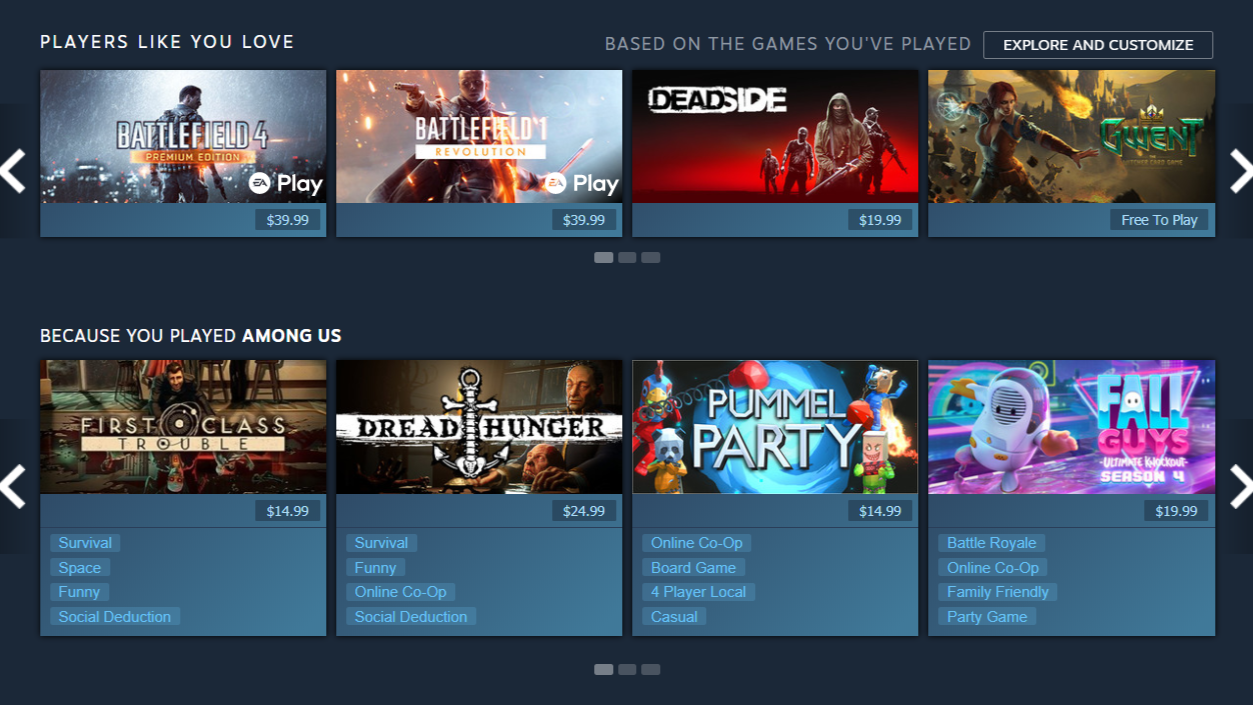 PLAYERS LIKE YOU LOVE
BASED ON THE GAMES YOU'VE PLAYED
EXPLORE AND CUSTOMIZE
BATTLEFIELD 4
PREMIUM EDITION
EA Play
$39.99
BATTLEFIELD 1
REVOLUTION
EA Play
$39.99
DEADSIDE
$19.99
GWENT
THE WITCHER CARD GAME
Free To Play
BECAUSE YOU PLAYED AMONG US
FIRST CLASS
TROUBLE
$14.99
Survival
Space
Funny
Social Deduction
DREAD HUNGER
$24.99
Survival
Funny
Online Co-Op
Social Deduction
PUMMEL
PARTY
$14.99
Online Co-Op
Board Game
4 Player Local
Casual
FALL
GUYS
-ULTIMATE KNOCKOUT-
SEASON 4
$19.99
Battle Royale
Online Co-Op
Family Friendly
Party Game